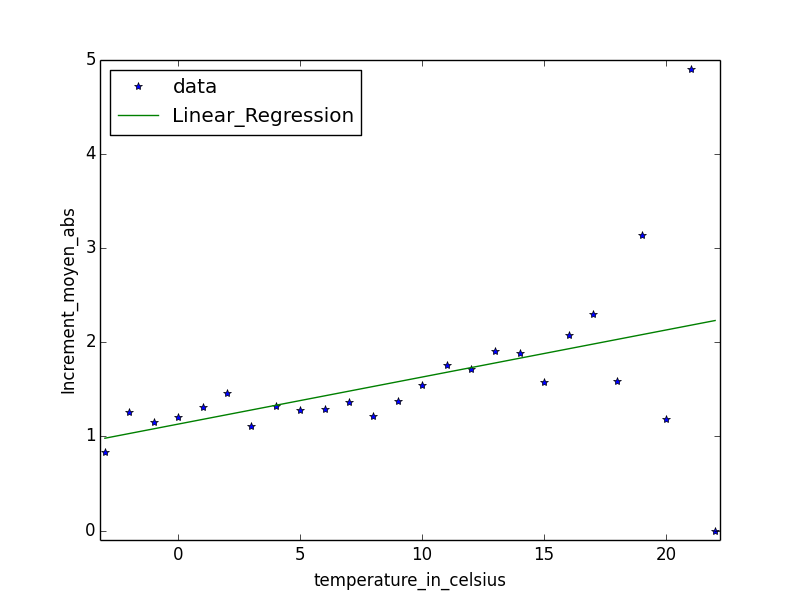 5
4
3
2
1
0
data
Linear_Regression
Increment_moyen_abs
0 5 10 15 20
temperature_in_celsius